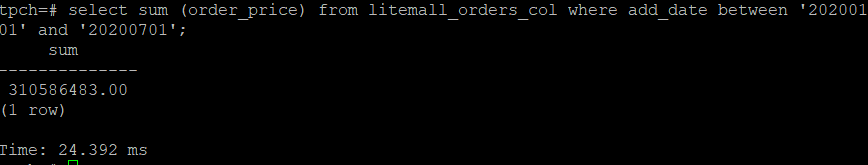 tpch=# select sum (order_price) from litemall_orders_col where add_date between '202001
01' and '20200701';
sum
--------------
310586483.00
(1 row)
Time: 24.392 ms